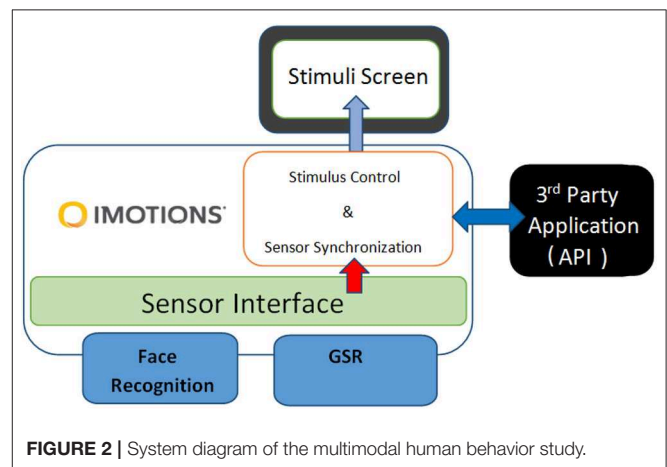 Stimuli Screen
IMOTIONS®
Stimulus Control
&
Sensor Synchronization
3rd Party
Application
( API )
Sensor Interface
Face
Recognition
GSR
FIGURE 2 | System diagram of the multimodal human behavior study.